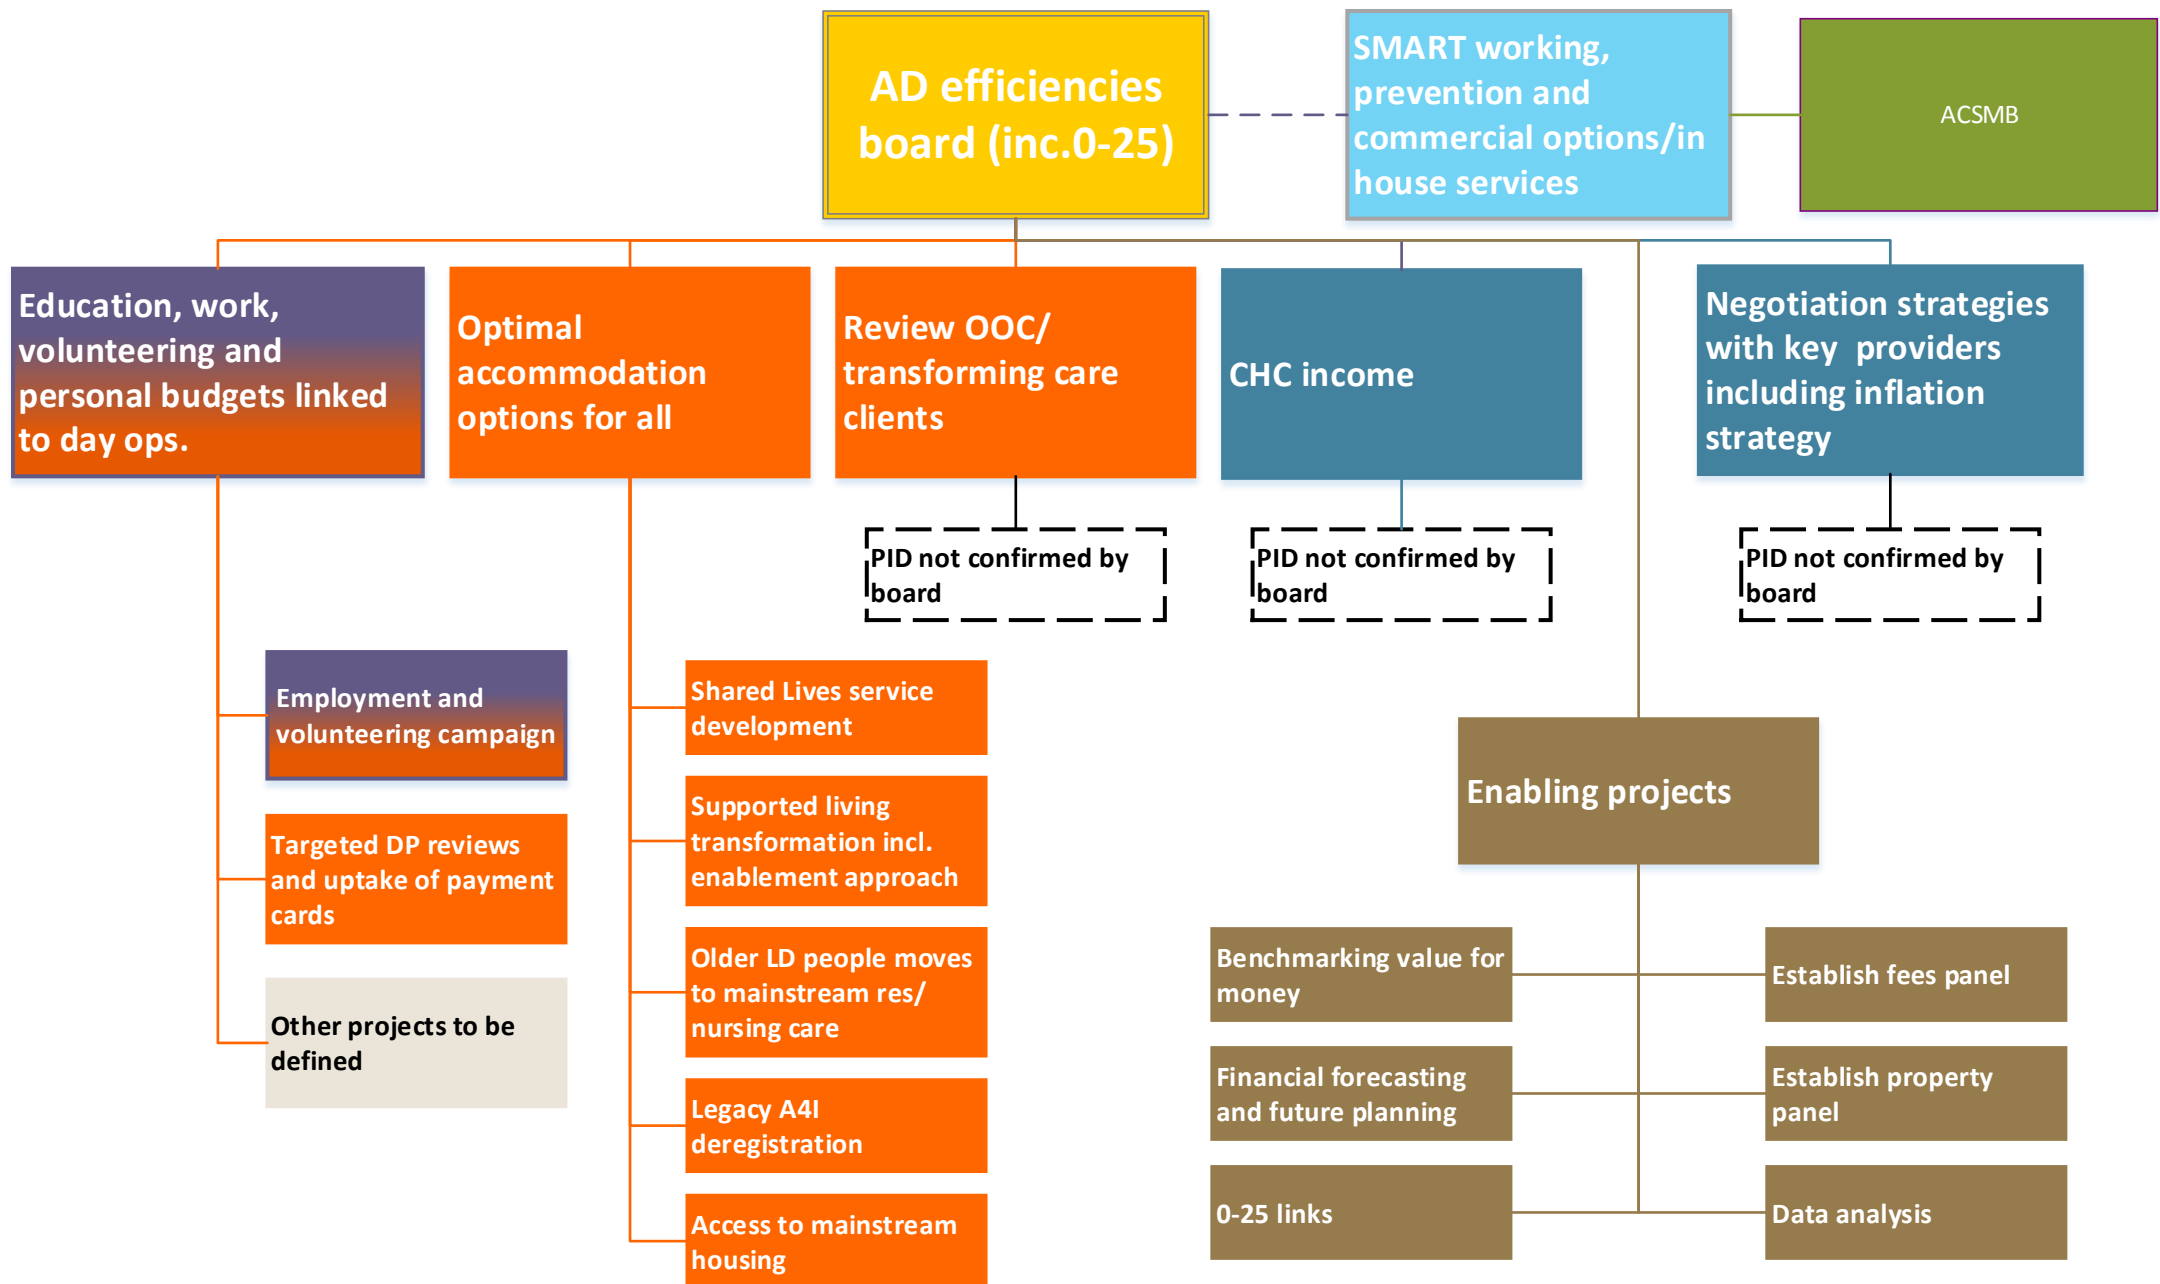 AD efficiencies
board (inc.0-25)
SMART working,
prevention and
commercial options/in
house services
ACSMB
Education, work,
volunteering and
personal budgets linked
to day ops.
Optimal
accommodation
options for all
Review OOC/
transforming care
clients
CHC income
Negotiation strategies
with key providers
including inflation
strategy
PID not confirmed by
board
PID not confirmed by
board
PID not confirmed by
board
Employment and
volunteering campaign
Targeted DP reviews
and uptake of payment
cards
Other projects to be
defined
Shared Lives service
development
Supported living
transformation incl.
enablement approach
Older LD people moves
to mainstream res/
nursing care
Legacy A4I
deregistration
Access to mainstream
housing
Enabling projects
Benchmarking value for
money
Establish fees panel
Financial forecasting
and future planning
Establish property
panel
0-25 links
Data analysis